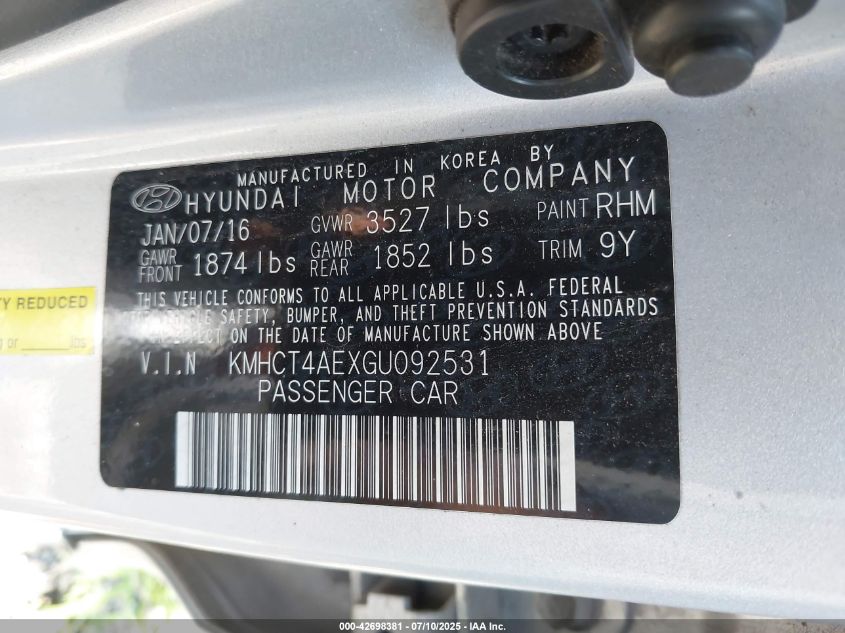 MANUFACTURED IN KOREA BY
HYUNDAI MOTOR COMPANY
JAN/07/16 GVWR 3527 lbs PAINT RHM
GAWR FRONT 1874 lbs GAWR REAR 1852 lbs TRIM 9Y
THIS VEHICLE CONFORMS TO ALL APPLICABLE U.S.A. FEDERAL
VEHICLE SAFETY, BUMPER, AND THEFT PREVENTION STANDARDS
EFFECT ON THE DATE OF MANUFACTURE SHOWN ABOVE
V.I.N KMHCT4AEXGU092531
PASSENGER CAR
REDUCED
or lbs
000-42698381 - 07/10/2025 - IAA Inc.